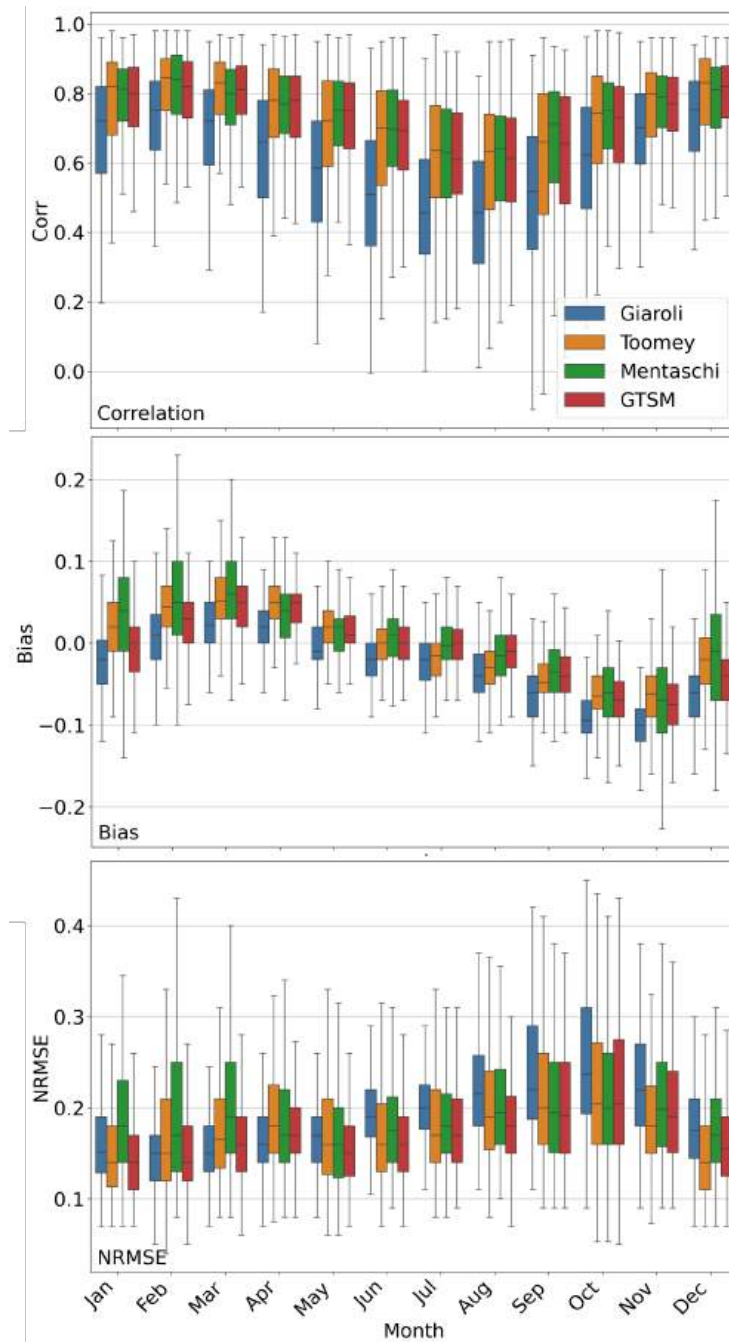 1.0
0.8
0.6
0.4
0.2
0.0
Corr
Giaroli
Toomey
Mentaschi
GTSM
Correlation
0.2
0.1
0.0
−0.1
−0.2
Bias
Bias
0.4
0.3
0.2
0.1
NRMSE
NRMSE
Jan Feb Mar Apr May Jun Jul Aug Sep Oct Nov Dec
Month